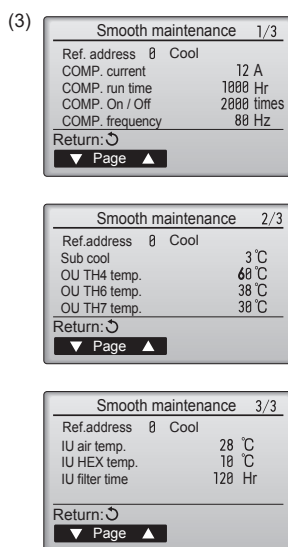 (3)
Smooth maintenance 1/3
Ref. address 0 Cool
COMP. current 12 A
COMP. run time 1000 Hr
COMP. On / Off 2000 times
COMP. frequency 80 Hz
Return:
▼ Page ▲
Smooth maintenance 2/3
Ref.address 0 Cool
Sub cool 3℃
OU TH4 temp. 60℃
OU TH6 temp. 38℃
OU TH7 temp. 30℃
Return:
▼ Page ▲
Smooth maintenance 3/3
Ref.address 0 Cool
IU air temp. 28 ℃
IU HEX temp. 10 ℃
IU filter time 120 Hr
Return:
▼ Page ▲